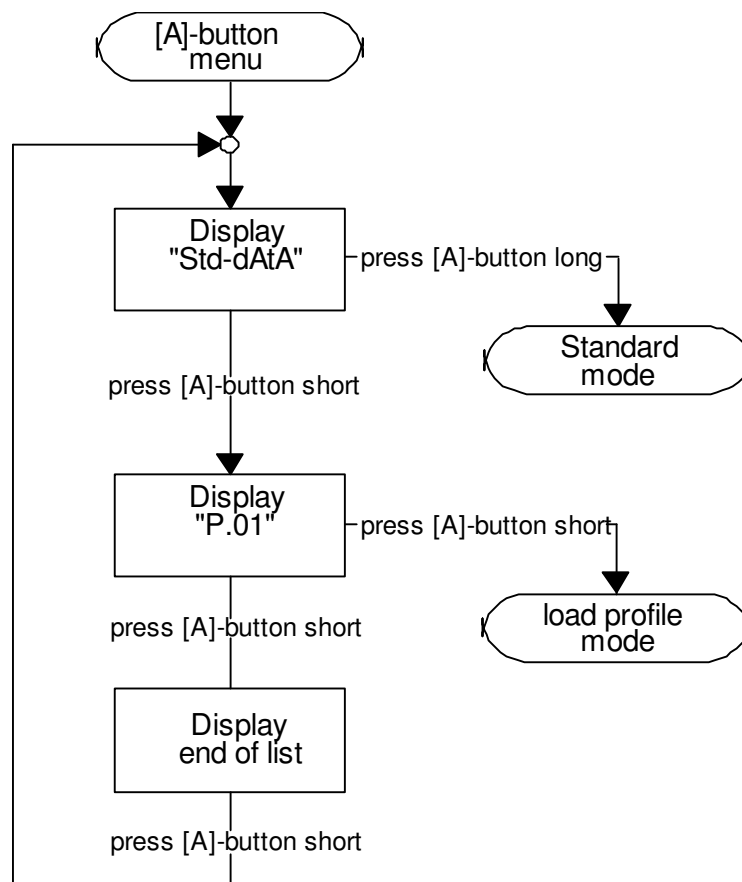 [A]-button
menu
Display
"Std-dAtA"
press [A]-button long
Standard
mode
press [A]-button short
Display
"P.01"
press [A]-button short
load profile
mode
press [A]-button short
Display
end of list
press [A]-button short